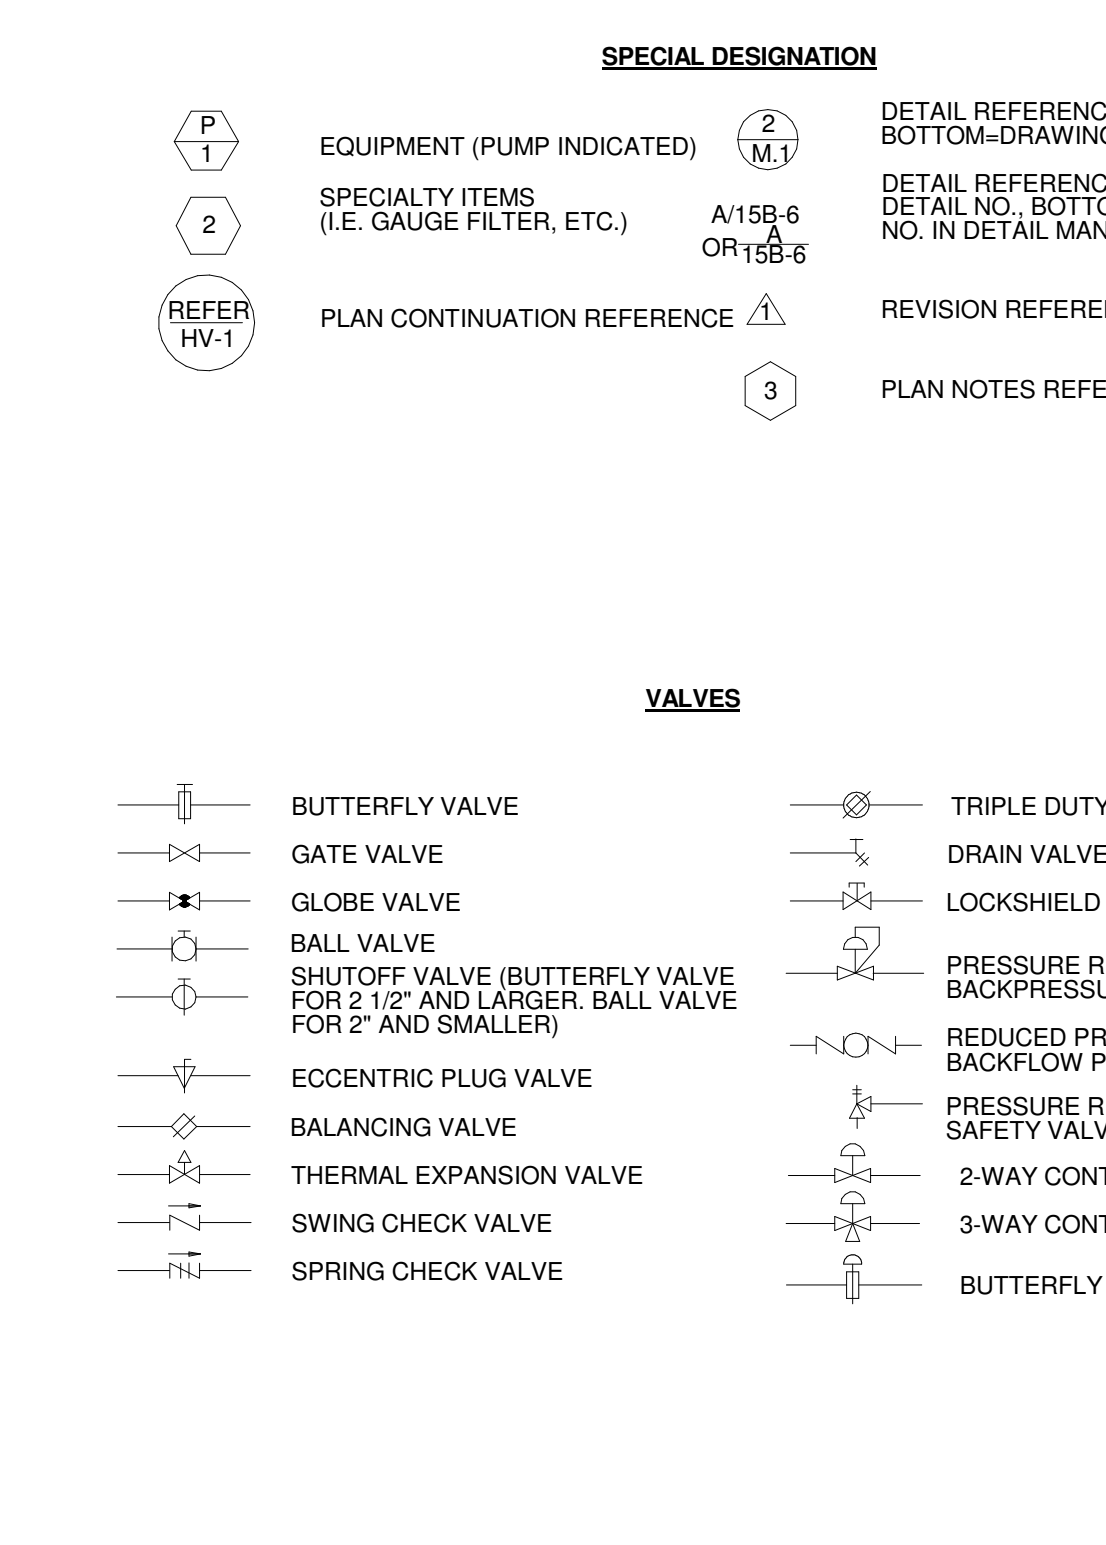 SPECIAL DESIGNATION
P
1
EQUIPMENT (PUMP INDICATED)
2
SPECIALTY ITEMS
(I.E. GAUGE FILTER, ETC.)
REFER
HV-1
PLAN CONTINUATION REFERENCE
2
M.1
DETAIL REFERENC
BOTTOM=DRAWING
A/15B-6
OR A
15B-6
DETAIL REFERENC
DETAIL NO., BOTTO
NO. IN DETAIL MAN
1
REVISION REFERE
3
PLAN NOTES REFE
VALVES
BUTTERFLY VALVE
GATE VALVE
GLOBE VALVE
BALL VALVE
SHUTOFF VALVE (BUTTERFLY VALVE
FOR 2 1/2" AND LARGER. BALL VALVE
FOR 2" AND SMALLER)
ECCENTRIC PLUG VALVE
BALANCING VALVE
THERMAL EXPANSION VALVE
SWING CHECK VALVE
SPRING CHECK VALVE
TRIPLE DUTY
DRAIN VALVE
LOCKSHIELD
PRESSURE R
BACKPRESSU
REDUCED PR
BACKFLOW P
PRESSURE R
SAFETY VALV
2-WAY CONT
3-WAY CONT
BUTTERFLY